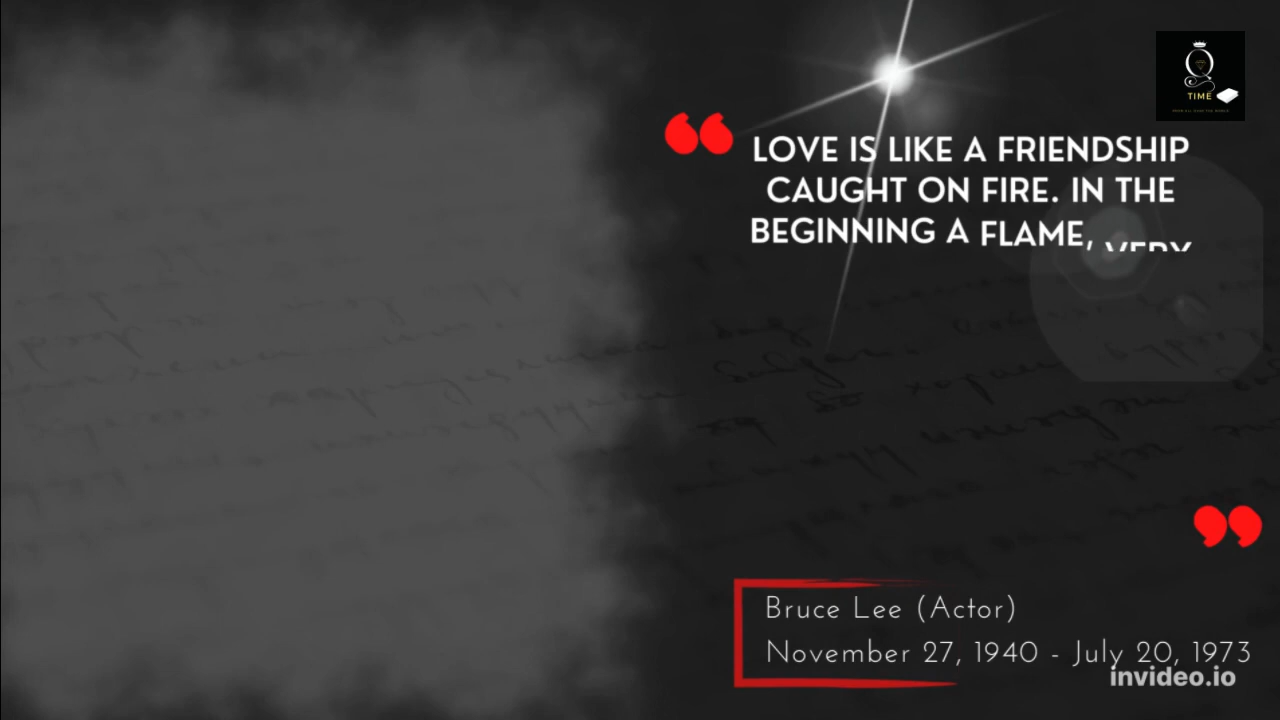 LOVE IS LIKE A FRIENDSHIP
CAUGHT ON FIRE. IN THE
BEGINNING A FLAME, VERY
Bruce Lee (Actor)
November 27, 1940 - July 20, 1973
invideo.io
Q
TIME